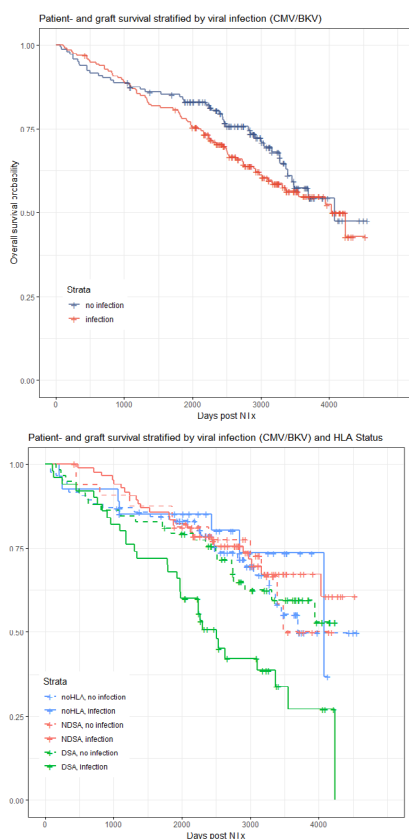 Patient- and graft survival stratified by viral infection (CMV/BKV)
Overall survival probability
1.00
0.75
0.50
0.25
0.00
Strata
no infection
infection
0 1000 2000 3000 4000
Days post NTx
Patient- and graft survival stratified by viral infection (CMV/BKV) and HLA Status
1.00
0.75
0.50
0.25
0.00
Strata
noHLA, no infection
noHLA, infection
NDSA, no infection
NDSA, infection
DSA, no infection
DSA, infection
0 1000 2000 3000 4000
Days post NTx